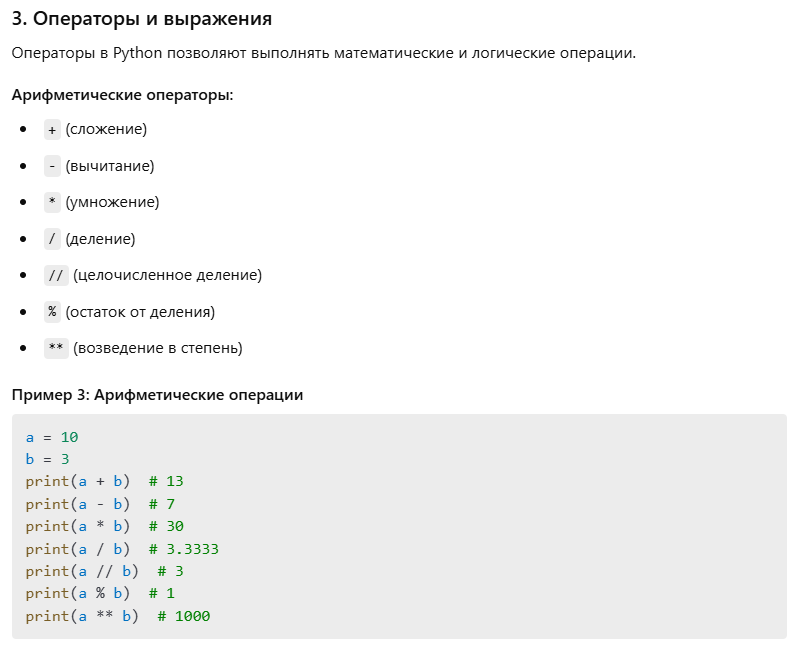 3. Операторы и выражения
Операторы в Python позволяют выполнять математические и логические операции.
Арифметические операторы:
• + (сложение)
• - (вычитание)
• * (умножение)
• / (деление)
• // (целочисленное деление)
• % (остаток от деления)
• ** (возведение в степень)
Пример 3: Арифметические операции
a = 10
b = 3
print(a + b)  # 13
print(a - b)  # 7
print(a * b)  # 30
print(a / b)  # 3.3333
print(a // b)  # 3
print(a % b)  # 1
print(a ** b)  # 1000